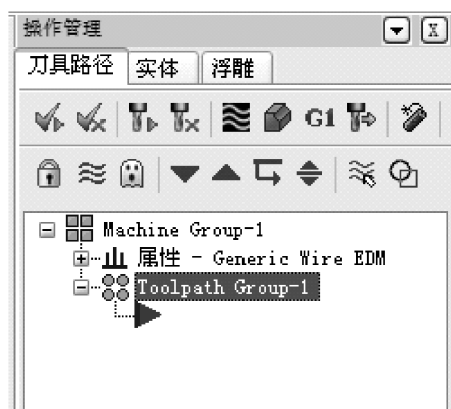 操作管理
X
刀具路径 实体 浮雕
G1
Machine Group-1
属性 - Generic Wire EDM
Toolpath Group-1